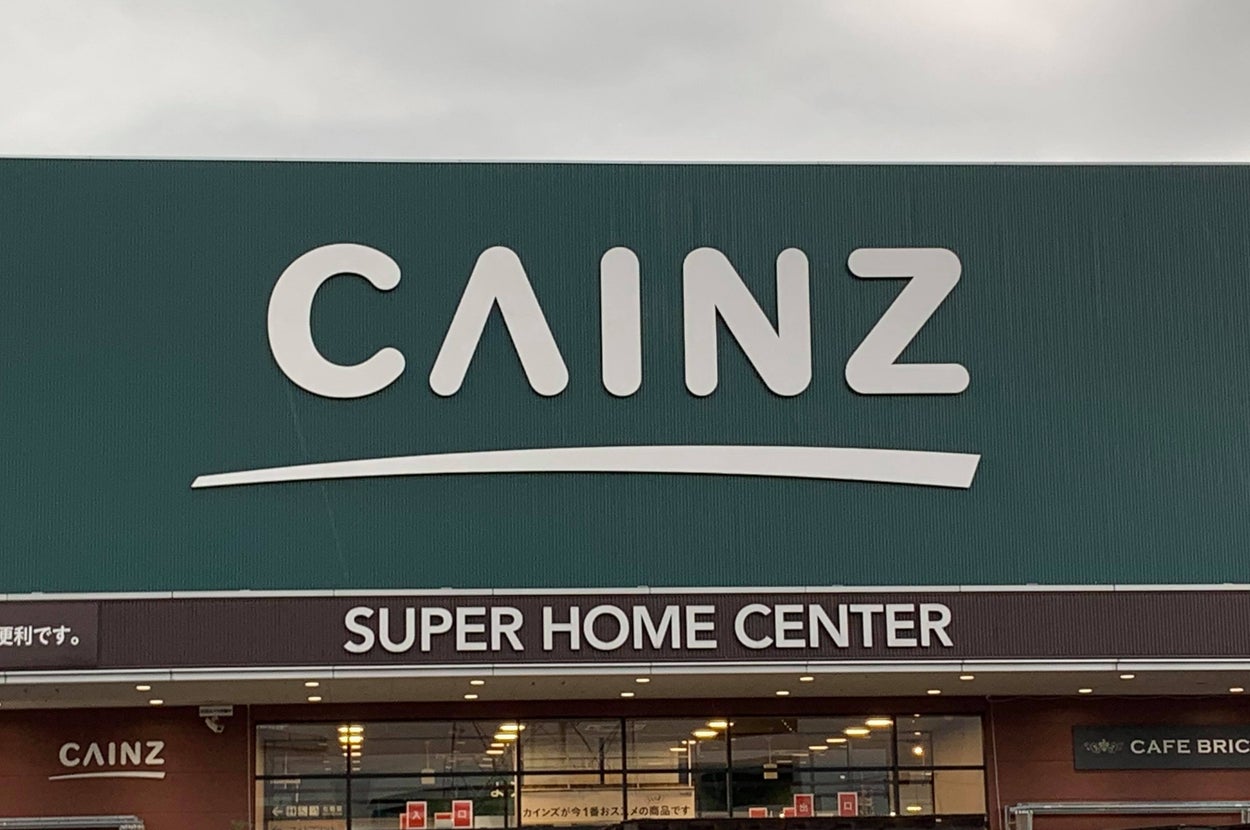 CAINZ
便利です。
SUPER HOME CENTER
CAINZ
CAFE BRIC
カインズが今1番おススメの商品です
入口
出口